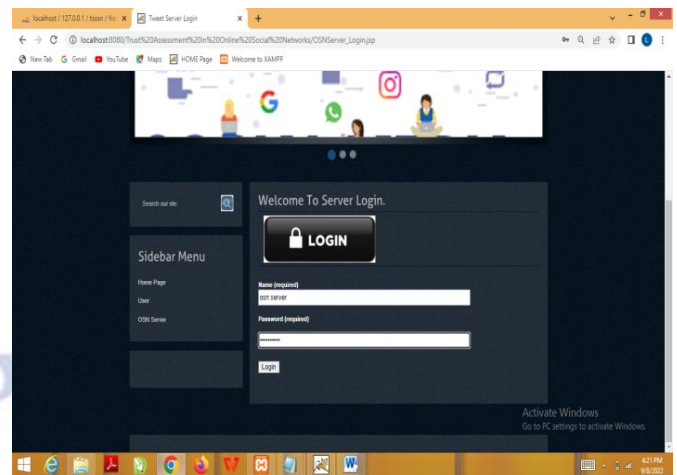 localhost / 127.0.0.1 / tsosn /
Tweet Server Login
localhost:8080/Trust%20Assessment%20in%20Online%20Social%20Networks/OSNServer_Login.jsp
New Tab
Gmail
YouTube
Maps
HOME Page
Welcome to XAMPP
Search our site:
Welcome To Server Login.
LOGIN
Sidebar Menu
Home Page
User
OSN Server
Name (required)
osn server
Password (required)
Login
Activate Windows
Go to PC settings to activate Windows.
4:21 PM
9/8/2022